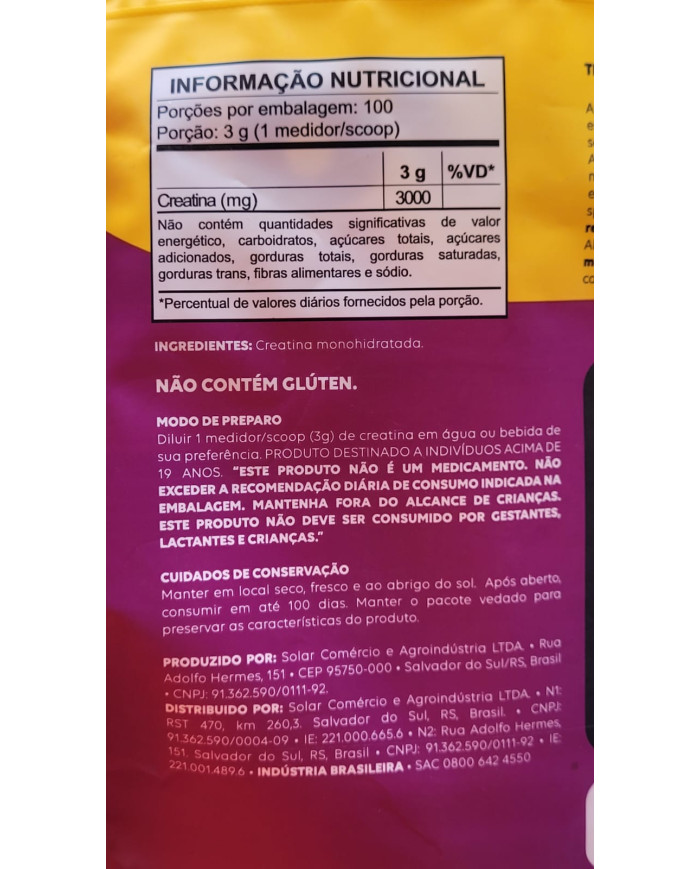 INFORMAÇÃO NUTRICIONAL
Porções por embalagem: 100
Porção: 3 g (1 medidor/scoop)
3 g %VD*
Creatina (mg) 3000
Não contém quantidades significativas de valor
energético, carboidratos, açúcares totais, açúcares
adicionados, gorduras totais, gorduras saturadas,
gorduras trans, fibras alimentares e sódio.
*Percentual de valores diários fornecidos pela porção.
INGREDIENTES: Creatina monohidratada.
NÃO CONTÉM GLÚTEN.
MODO DE PREPARO
Diluir 1 medidor/scoop (3g) de creatina em água ou bebida de
sua preferência. PRODUTO DESTINADO A INDIVÍDUOS ACIMA DE
19 ANOS. "ESTE PRODUTO NÃO É UM MEDICAMENTO. NÃO
EXCEDER A RECOMENDAÇÃO DIÁRIA DE CONSUMO INDICADA NA
EMBALAGEM. MANTENHA FORA DO ALCANCE DE CRIANÇAS.
ESTE PRODUTO NÃO DEVE SER CONSUMIDO POR GESTANTES,
LACTANTES E CRIANÇAS."
CUIDADOS DE CONSERVAÇÃO
Manter em local seco, fresco e ao abrigo do sol. Após aberto,
consumir em até 100 dias. Manter o pacote vedado para
preservar as características do produto.
PRODUZIDO POR: Solar Comércio e Agroindústria LTDA. • Rua
Adolfo Hermes, 151 • CEP 95750-000 • Salvador do Sul/RS, Brasil
• CNPJ: 91.362.590/0111-92.
DISTRIBUIDO POR: Solar Comércio e Agroindústria LTDA. • N1:
RST 470, km 260,3. Salvador do Sul, RS, Brasil. • CNPJ:
91.362.590/0004-09 • IE: 221.000.665.6 • N2: Rua Adolfo Hermes,
151. Salvador do Sul, RS, Brasil • CNPJ: 91.362.590/0111-92 • IE:
221.001.489.6 • INDÚSTRIA BRASILEIRA • SAC 0800 642 4550